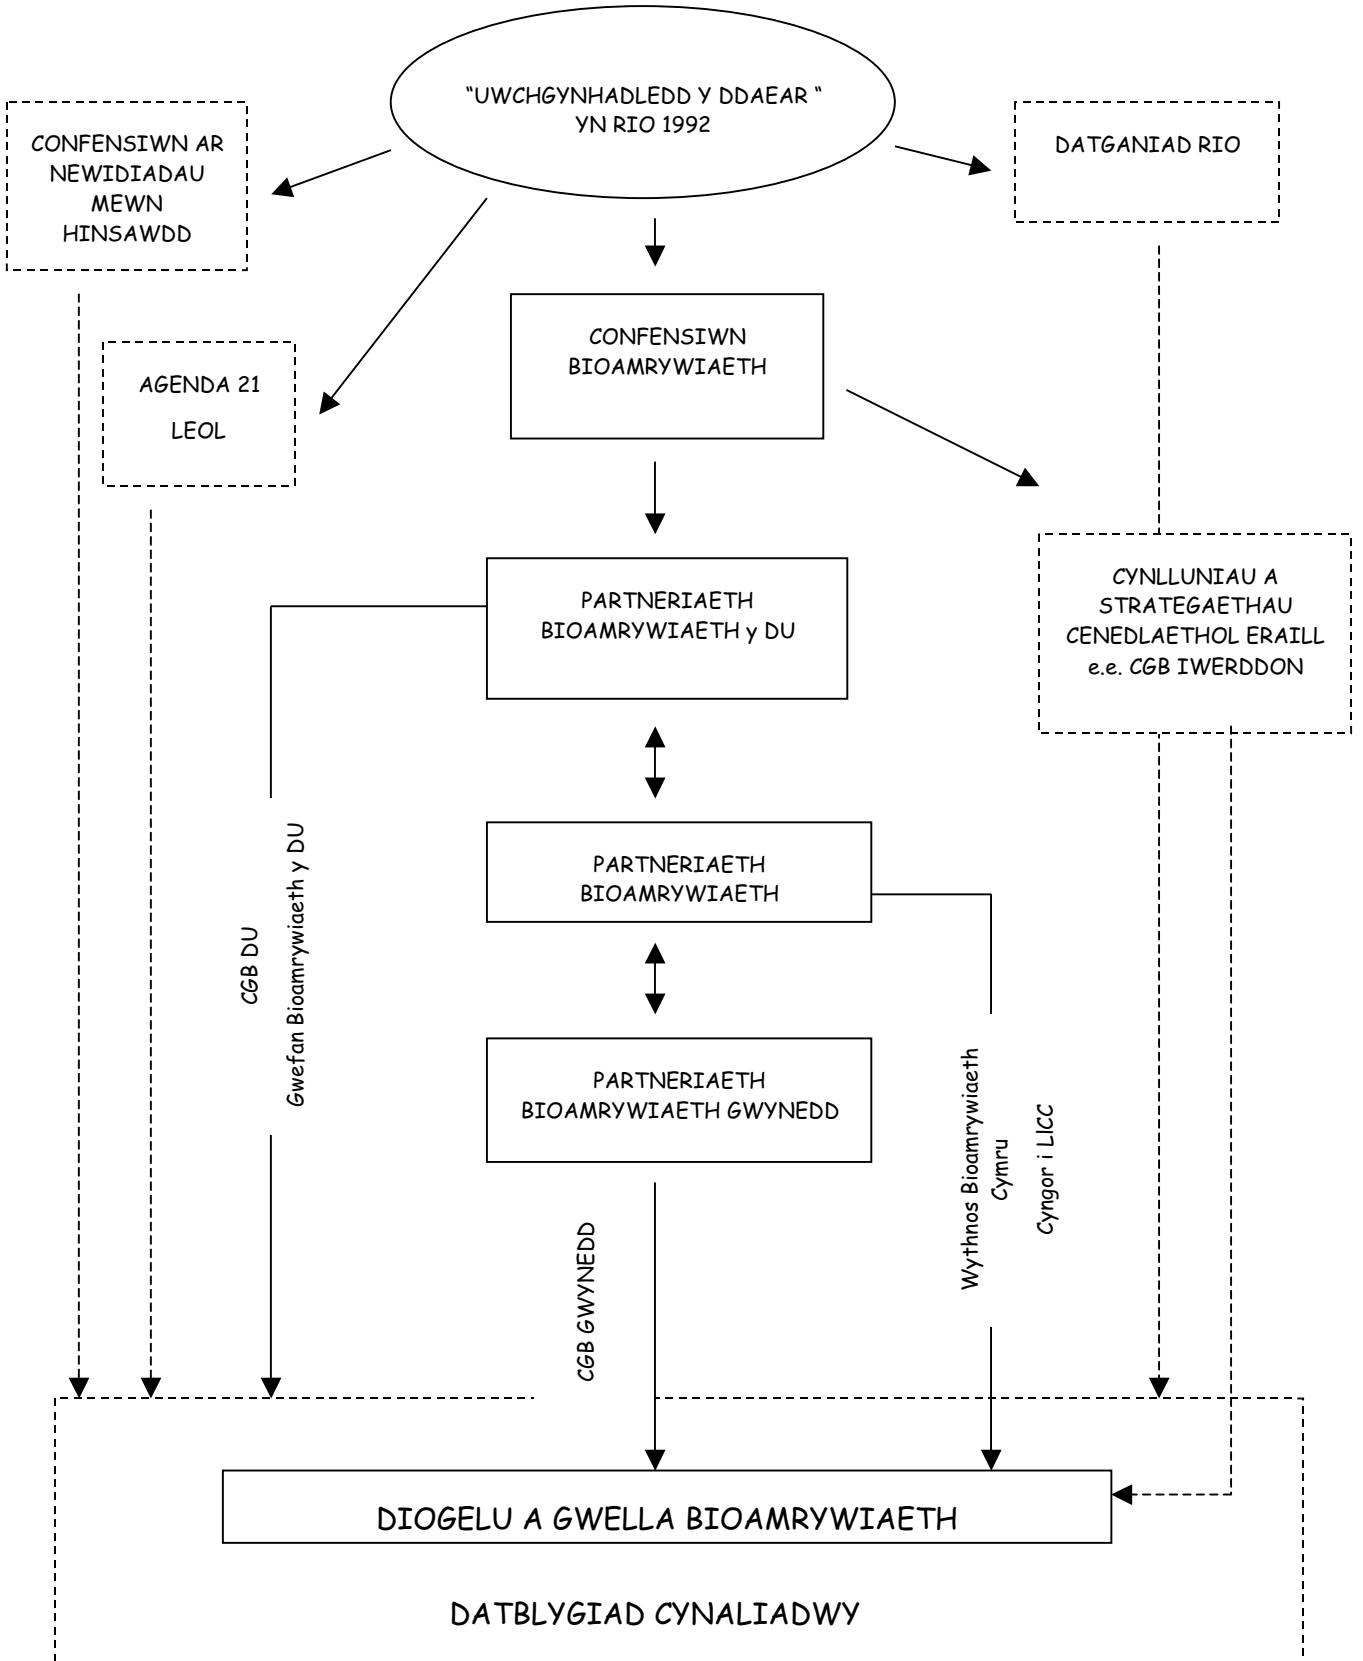 “UWCHGYNHADLEDD Y DDAEAR “
YN RIO 1992
CONFENSIWN AR
NEWIDIADAU
MEWN
HINSAWDD
DATGANIAD RIO
AGENDA 21
LEOL
CONFENSIWN
BIOAMRYWIAETH
PARTNERIAETH
BIOAMRYWIAETH y DU
CYNLLUNIAU A
STRATEGAETHAU
CENEDLAETHOL ERAILL
e.e. CGB IWERDDON
PARTNERIAETH
BIOAMRYWIAETH
CGB DU
Gwefan Bioamrywiaeth y DU
PARTNERIAETH
BIOAMRYWIAETH GWYNEDD
Wythnos Bioamrywiaeth
Cymru
Cyngor i LlCC
CGB GWYNEDD
DIOGELU A GWELLA BIOAMRYWIAETH
DATBLYGIAD CYNALIADWY